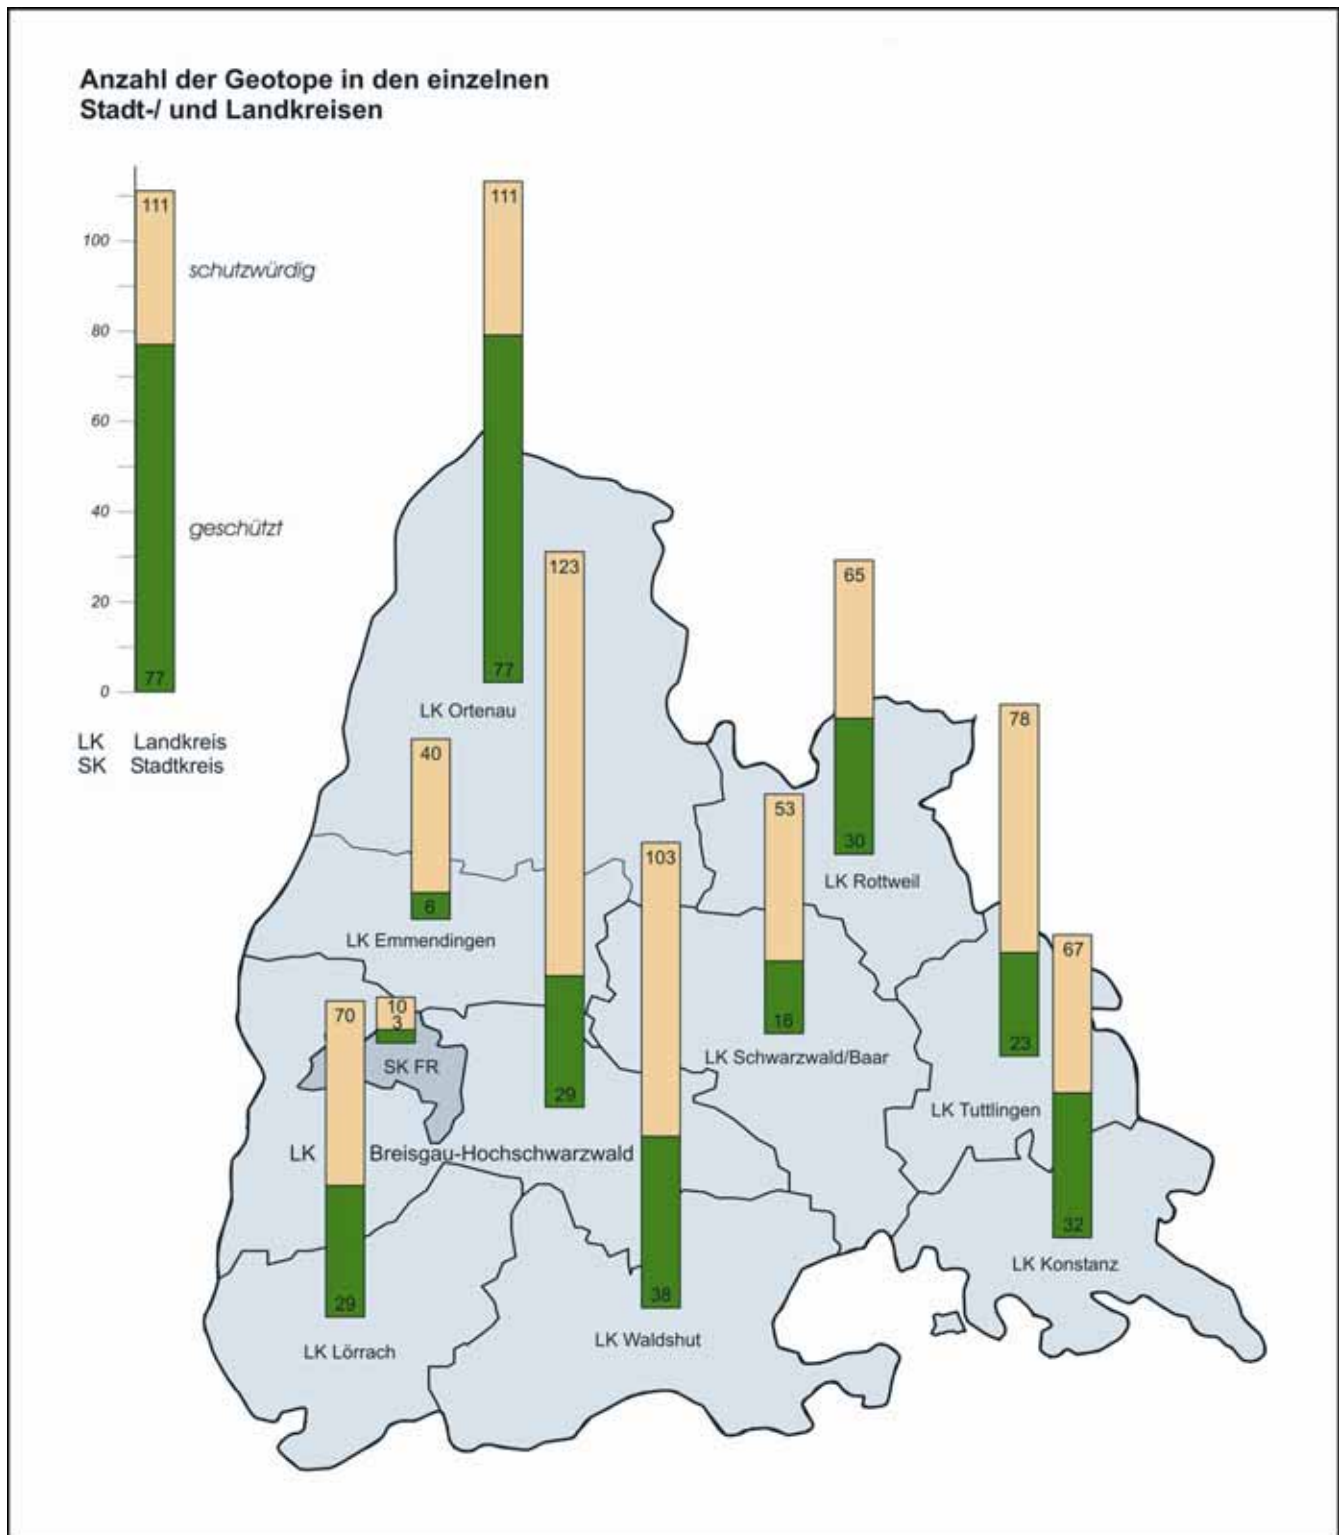 Anzahl der Geotope in den einzelnen
Stadt-/ und Landkreisen
111
100
schutzwürdig
80
60
40
geschützt
20
77
0
LK Landkreis
SK Stadtkreis
111
77
LK Ortenau
123
29
LK Breisgau-Hochschwarzwald
65
30
LK Rottweil
40
6
LK Emmendingen
53
16
LK Schwarzwald/Baar
78
23
LK Tuttlingen
103
38
LK Waldshut
67
32
LK Konstanz
10
3
SK FR
70
29
LK Lörrach